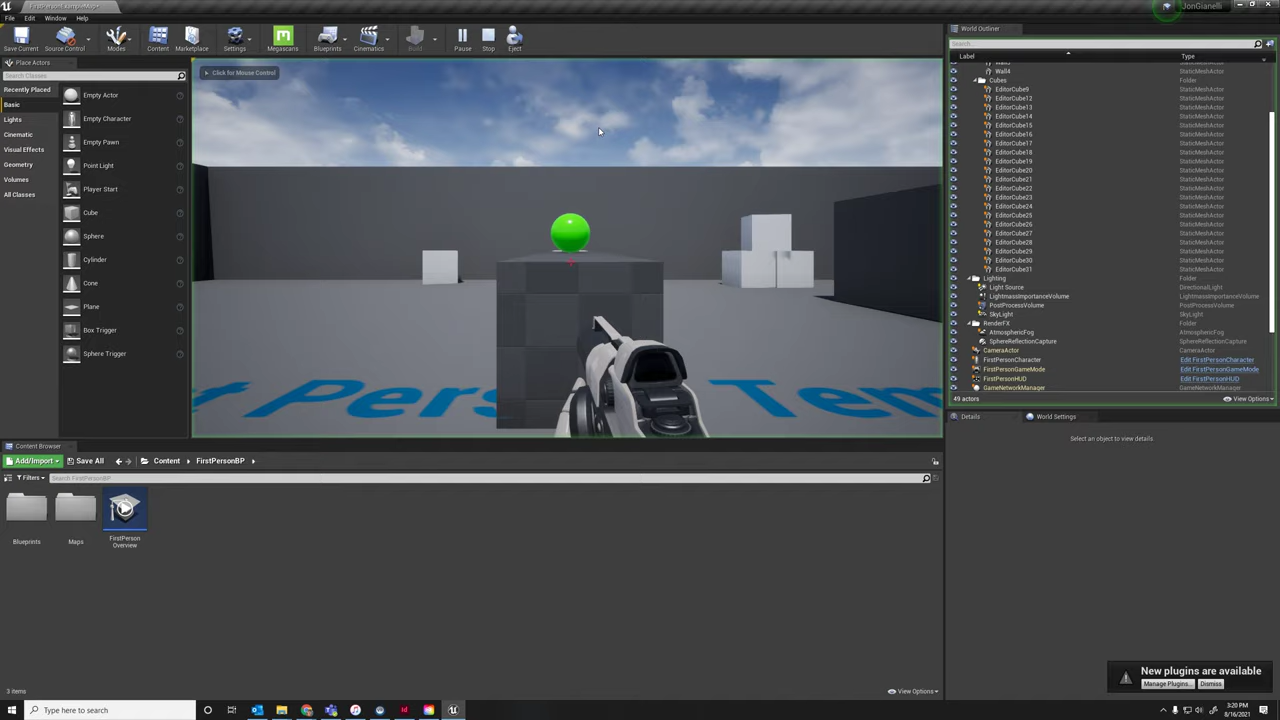 FirstPersonExampleMap
JonGianelli
File Edit Window Help
Save Current Source Control Modes Content Marketplace Settings Megascans Blueprints Cinematics Build Pause Stop Eject
Place Actors
Search Classes
Recently Placed
Basic
Lights
Cinematic
Visual Effects
Geometry
Volumes
All Classes
Empty Actor
Empty Character
Empty Pawn
Point Light
Player Start
Cube
Sphere
Cylinder
Cone
Plane
Box Trigger
Sphere Trigger
Click for Mouse Control
World Outliner
Search...
Label Type
Wall4 StaticMeshActor
Cubes Folder
EditorCube9 StaticMeshActor
EditorCube12 StaticMeshActor
EditorCube13 StaticMeshActor
EditorCube14 StaticMeshActor
EditorCube15 StaticMeshActor
EditorCube16 StaticMeshActor
EditorCube17 StaticMeshActor
EditorCube18 StaticMeshActor
EditorCube19 StaticMeshActor
EditorCube20 StaticMeshActor
EditorCube21 StaticMeshActor
EditorCube22 StaticMeshActor
EditorCube23 StaticMeshActor
EditorCube24 StaticMeshActor
EditorCube25 StaticMeshActor
EditorCube26 StaticMeshActor
EditorCube27 StaticMeshActor
EditorCube28 StaticMeshActor
EditorCube29 StaticMeshActor
EditorCube30 StaticMeshActor
EditorCube31 StaticMeshActor
Lighting Folder
Light Source DirectionalLight
LightmassImportanceVolume LightmassImportanceVolume
PostProcessVolume PostProcessVolume
SkyLight SkyLight
RenderFX Folder
AtmosphericFog AtmosphericFog
SphereReflectionCapture SphereReflectionCapture
CameraActor CameraActor
FirstPersonCharacter Edit FirstPersonCharacter
FirstPersonGameMode Edit FirstPersonGameMode
FirstPersonHUD Edit FirstPersonHUD
GameNetworkManager GameNetworkManager
49 actors View Options
Details World Settings
Select an object to view details.
Content Browser
Add/Import Save All Content FirstPersonBP
Filters Search FirstPersonBP
Blueprints
Maps
FirstPerson
Overview
3 items View Options
New plugins are available
Manage Plugins... Dismiss
Type here to search
3:20 PM
8/16/2021